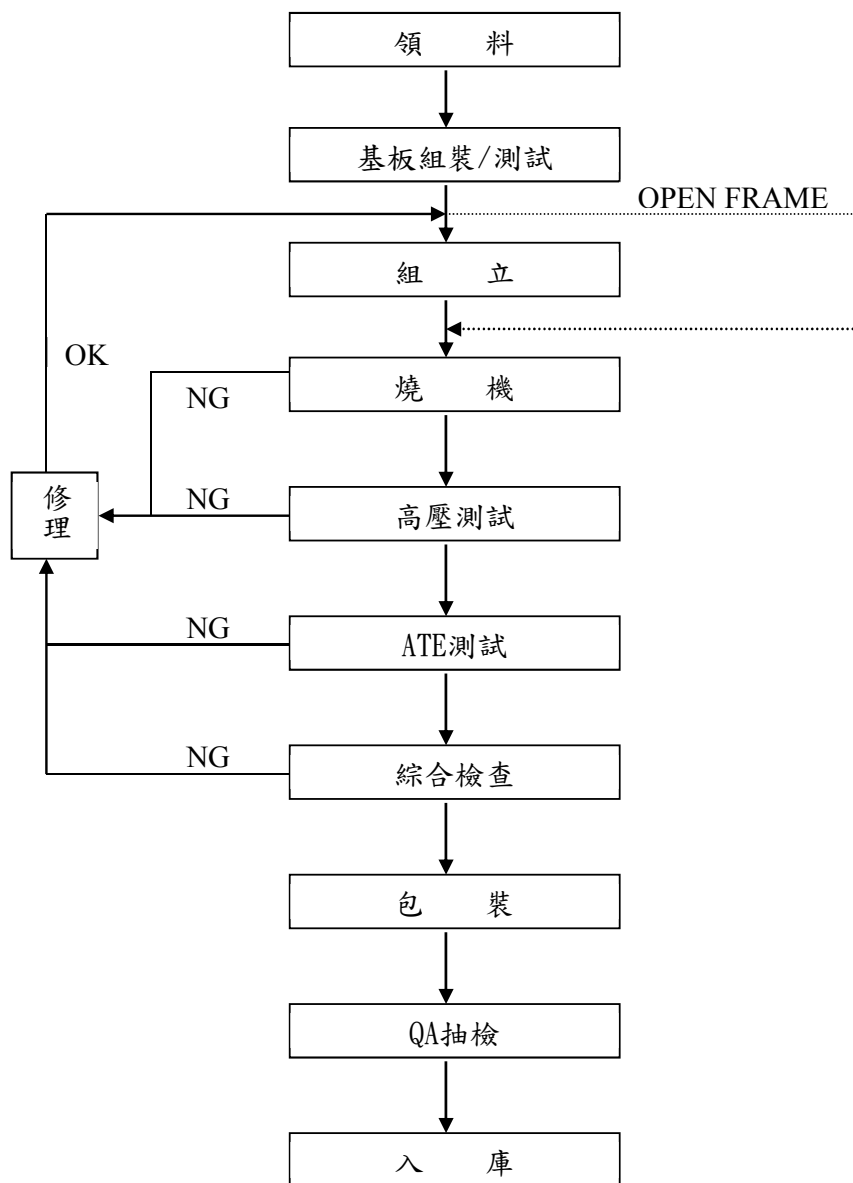 領 料
基板組裝/測試
OPEN FRAME
組 立
OK
燒 機
NG
修理
NG
高壓測試
NG
ATE測試
NG
綜合檢查
包 裝
QA抽檢
入 庫